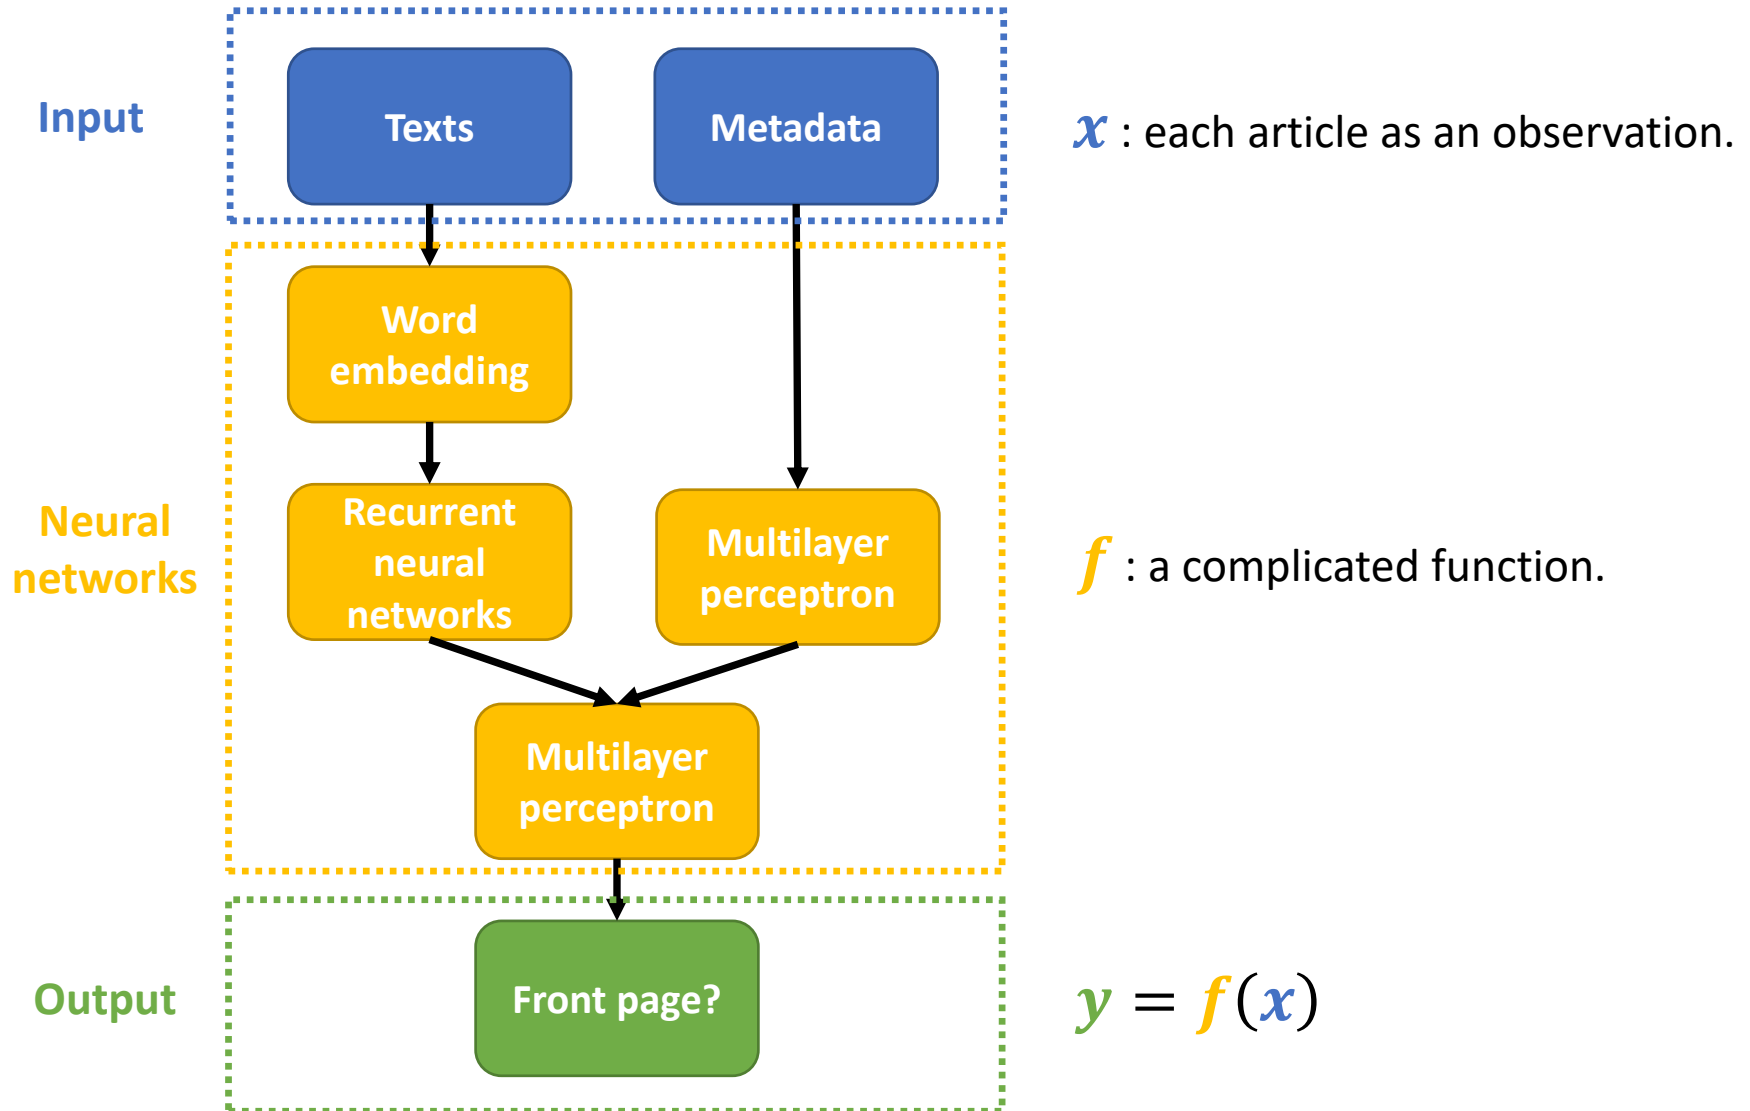 Input
Texts
Metadata
x : each article as an observation.
Word
embedding
Neural
networks
Recurrent
neural
networks
Multilayer
perceptron
f : a complicated function.
Multilayer
perceptron
Output
Front page?
y = f(x)